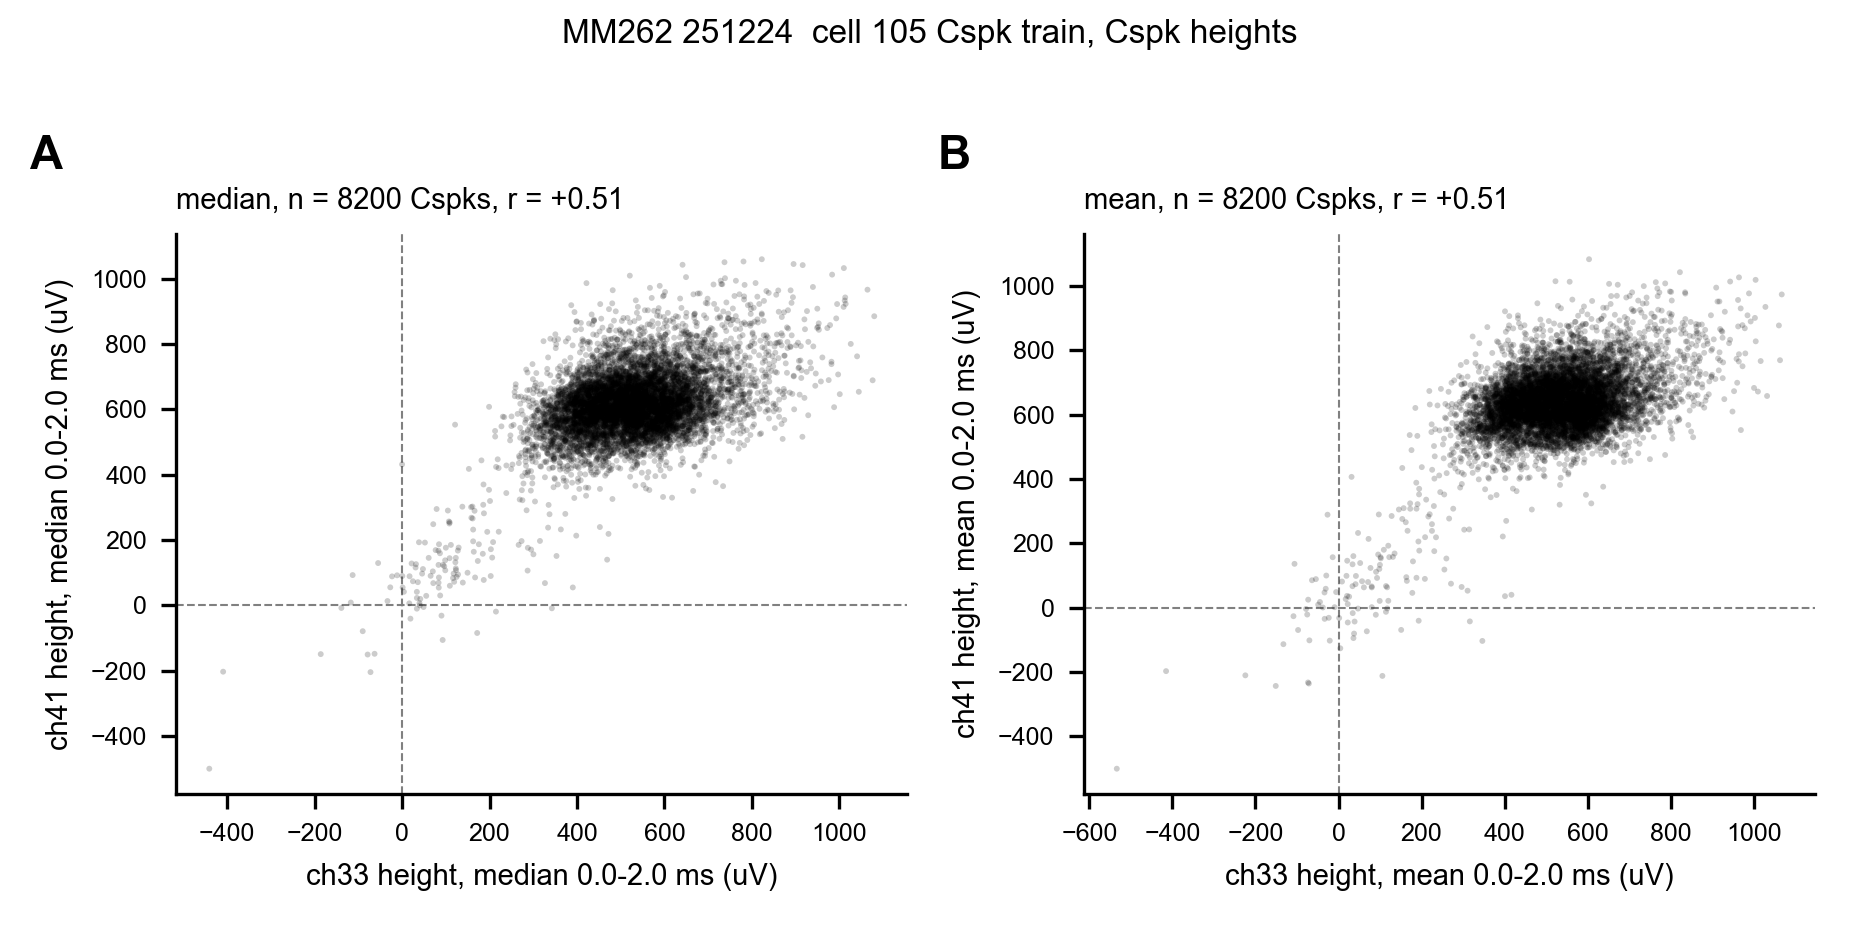 MM262 251224  cell 105 Cspk train, Cspk heights
A
median, n = 8200 Cspks, r = +0.51
ch41 height, median 0.0-2.0 ms (uV)
1000
800
600
400
200
0
−200
−400
−400 −200 0 200 400 600 800 1000
ch33 height, median 0.0-2.0 ms (uV)
B
mean, n = 8200 Cspks, r = +0.51
ch41 height, mean 0.0-2.0 ms (uV)
1000
800
600
400
200
0
−200
−400
−600 −400 −200 0 200 400 600 800 1000
ch33 height, mean 0.0-2.0 ms (uV)